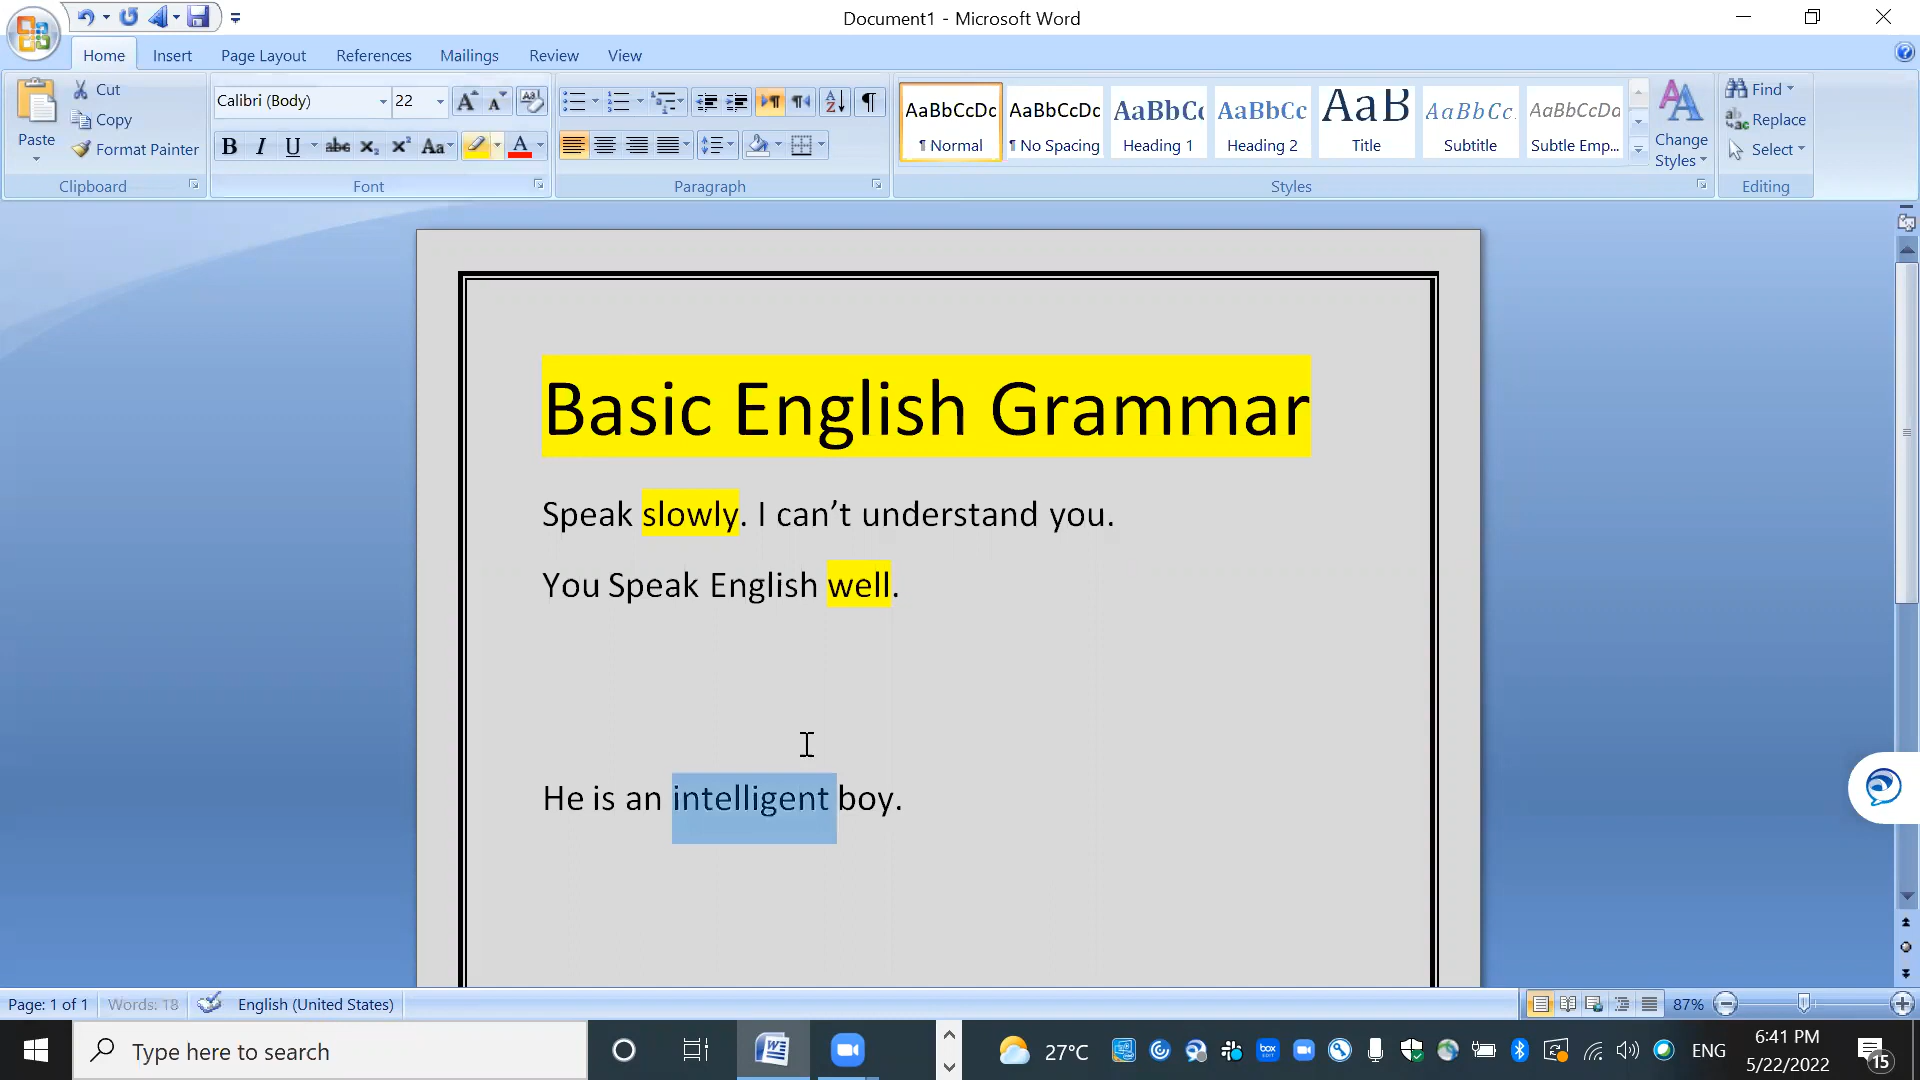 Document1 - Microsoft Word
Home Insert Page Layout References Mailings Review View
Paste
Cut
Copy
Format Painter
Clipboard
Calibri (Body) 22
B I U abc x₂ x² Aa A
Font
Paragraph
AaBbCcDc AaBbCcDc AaBbCc AaBbCc AaB AaBbCc. AaBbCcDa
¶ Normal ¶ No Spacing Heading 1 Heading 2 Title Subtitle Subtle Emp...
Change Styles
Styles
Find
Replace
Select
Editing
Basic English Grammar
Speak slowly. I can’t understand you.
You Speak English well.
He is an intelligent boy.
Page: 1 of 1 Words: 18 English (United States) 87%
Type here to search 27°C ENG 6:41 PM
5/22/2022 15